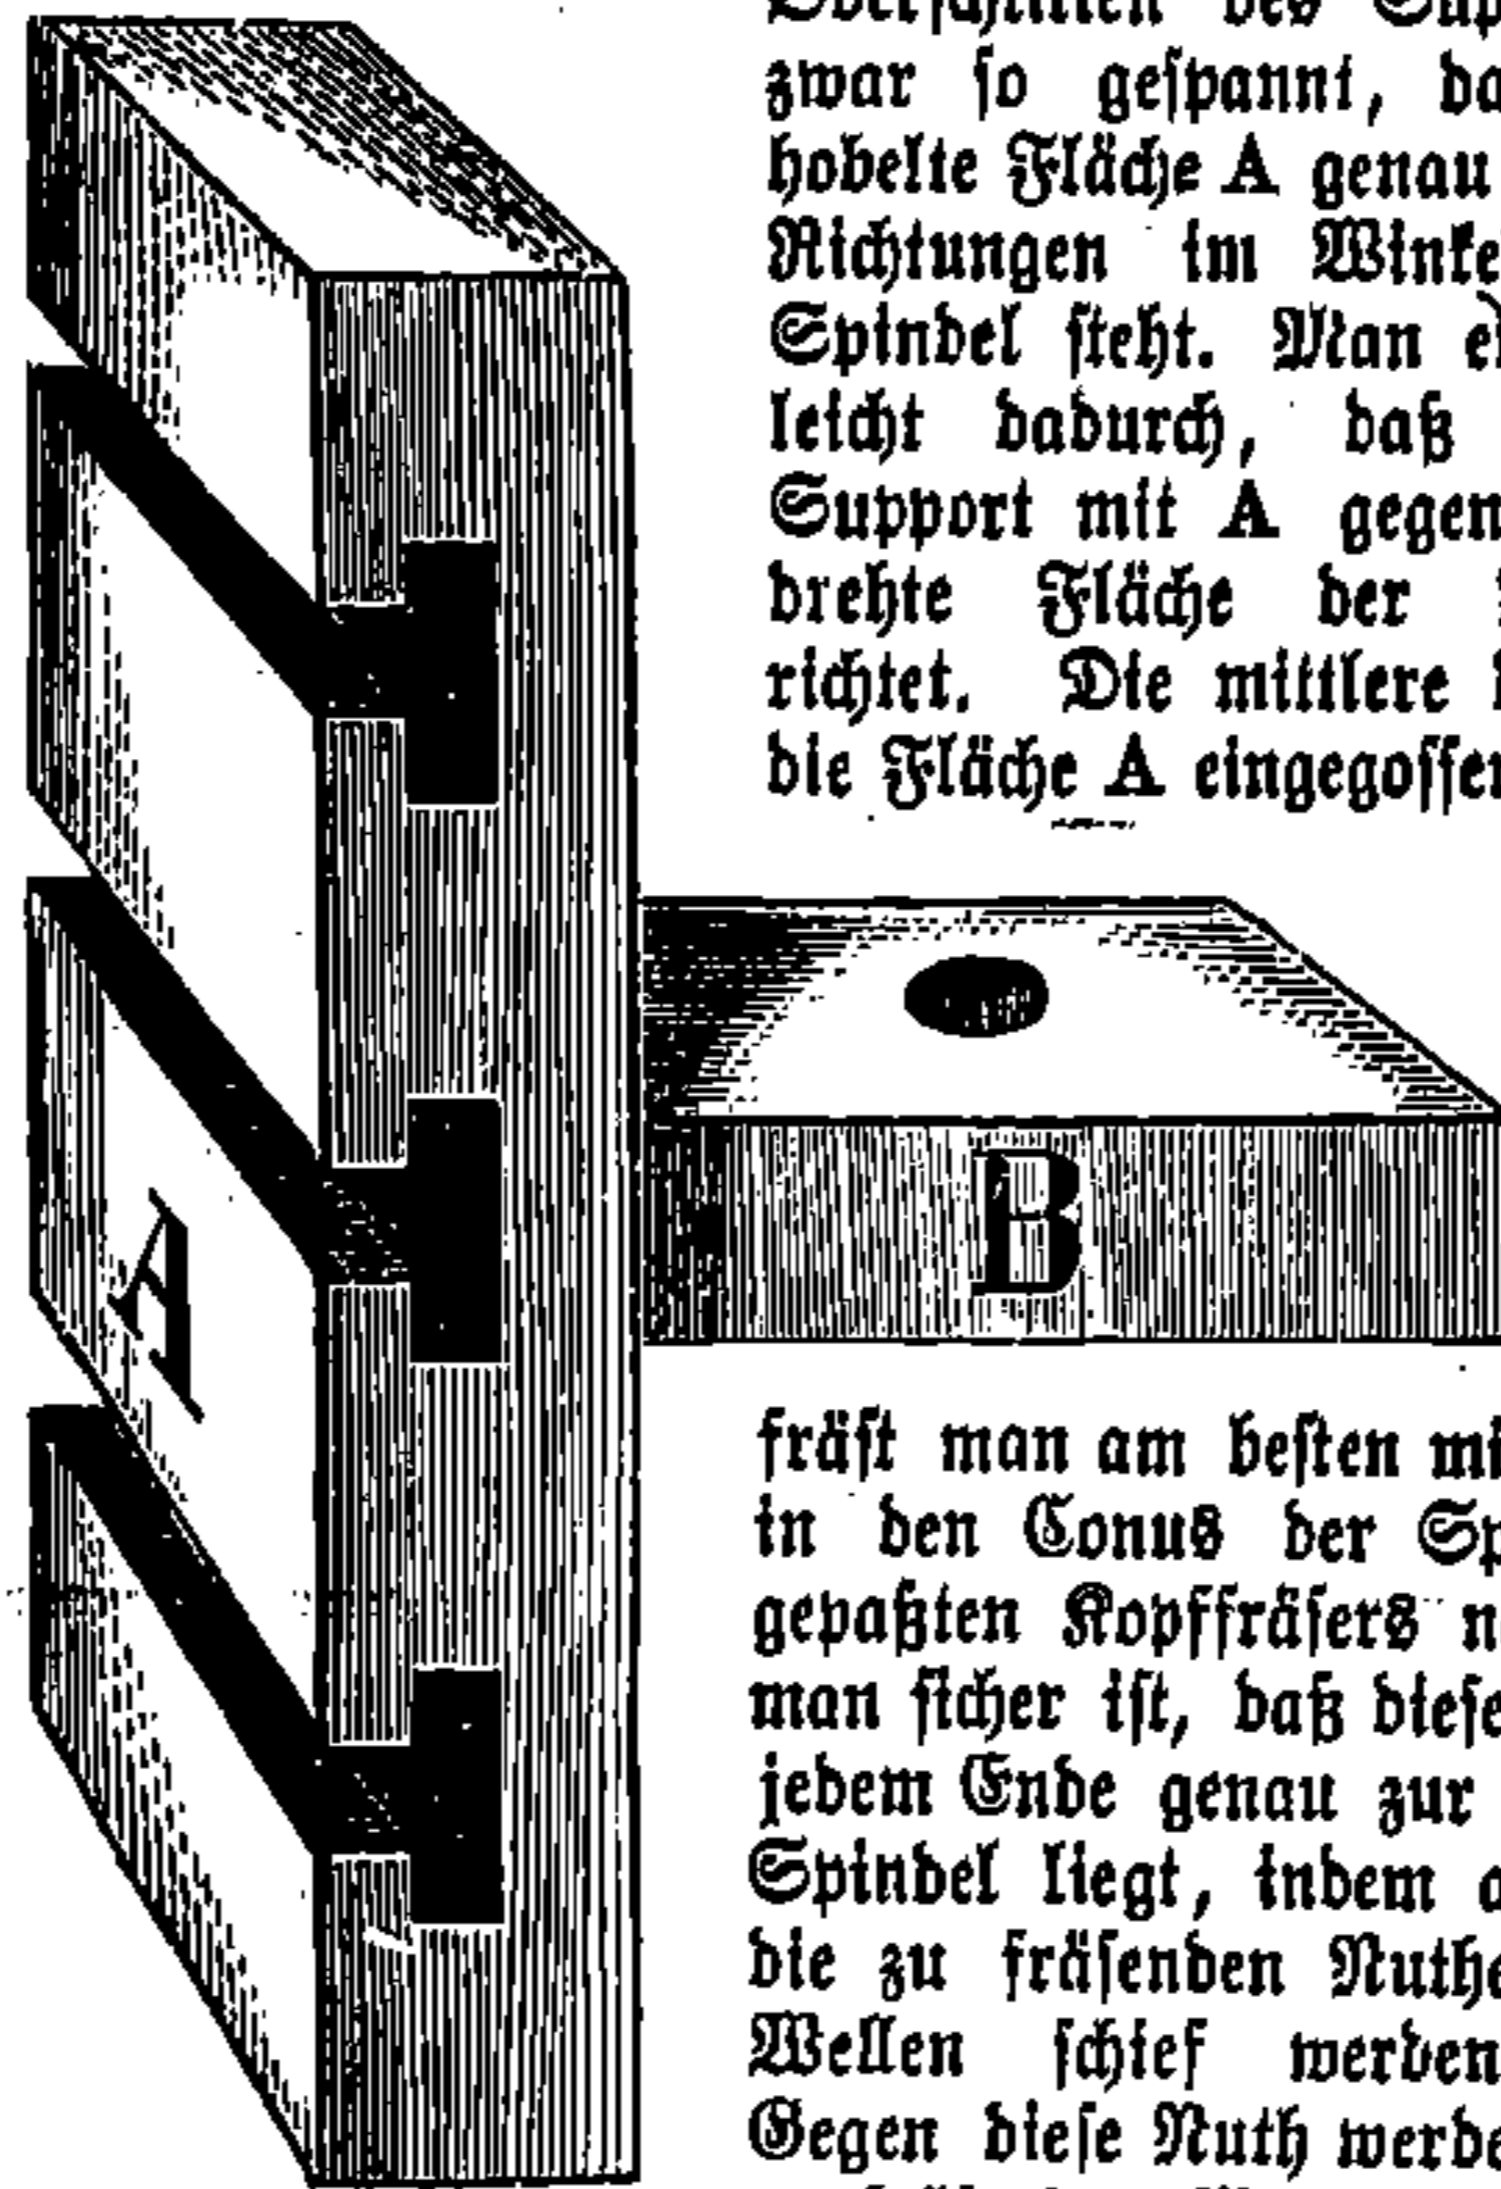 Oberschlitten des Sup
zwar so gespannt, da
hobelte Fläche A genau
Richtungen im Winke
Spindel steht. Man e
leicht dadurch, daß
Support mit A gegen
drehte Fläche der
richtet. Die mittlere
die Fläche A eingegossen
A
B
fräst man am besten mi
in den Conus der Sp
gepaßten Kopffräsers n
man sicher ist, daß diese
jedem Ende genau zur
Spindel liegt, indem a
die zu fräsenden Nuthe
Wellen schief werden
Gegen diese Nuth werde